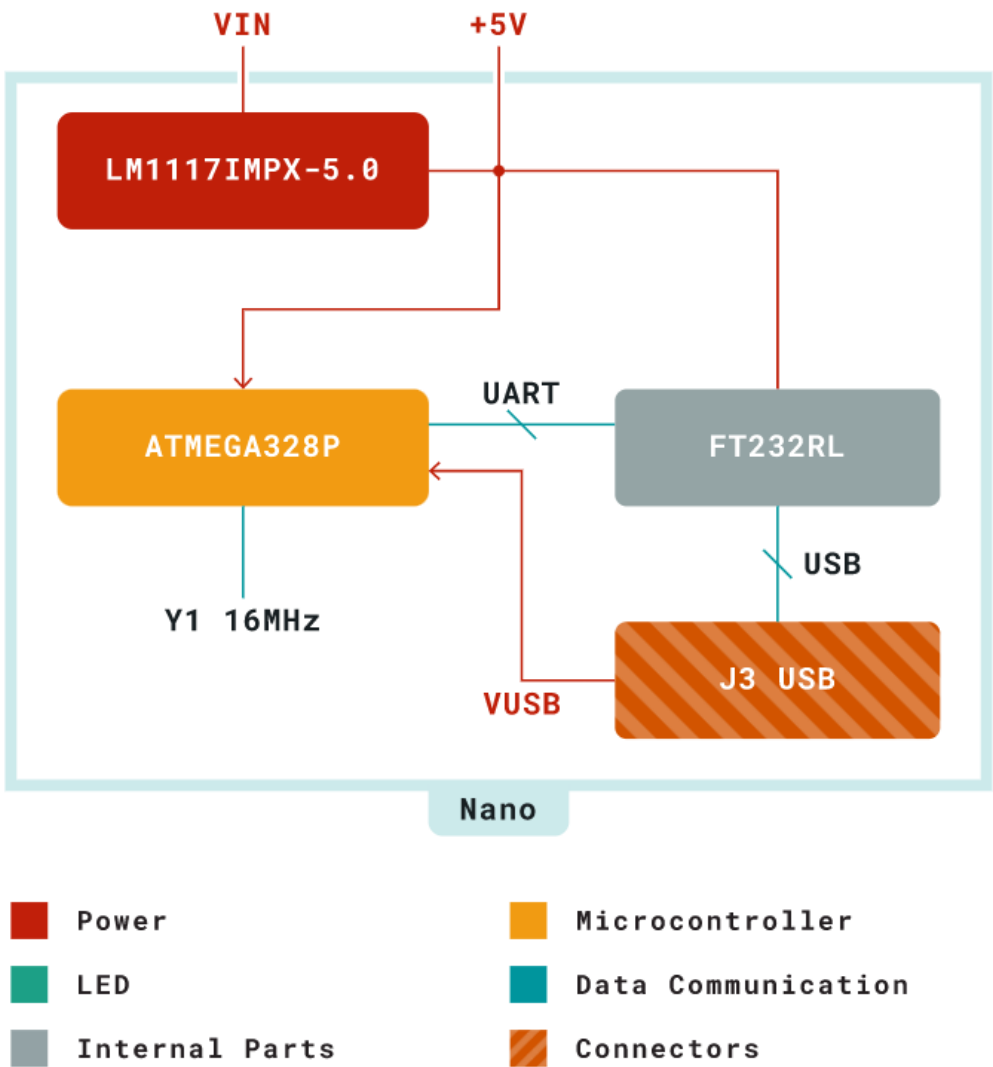 VIN
+5V
LM1117IMPX-5.0
UART
ATMEGA328P
FT232RL
USB
Y1 16MHz
J3 USB
VUSB
Nano
Power
Microcontroller
LED
Data Communication
Internal Parts
Connectors